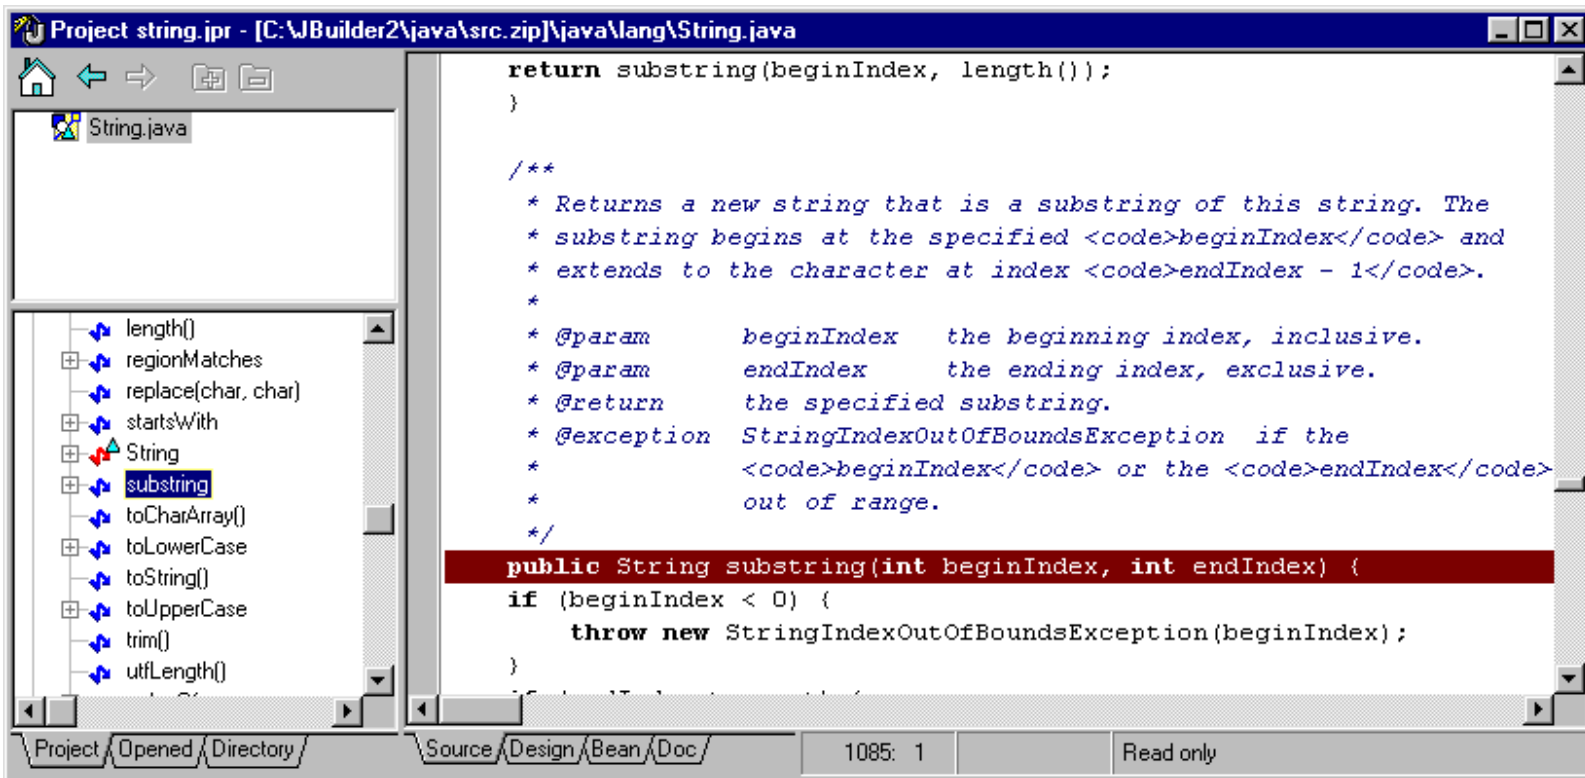 Project string.jpr - [C:\JBuilder2\java\src.zip]\java\lang\String.java
String.java
length()
regionMatches
replace(char, char)
startsWith
String
substring
toCharArray()
toLowerCase
toString()
toUpperCase
trim()
utfLength()
Project
Opened
Directory
return substring(beginIndex, length());
}
/**
* Returns a new string that is a substring of this string. The
* substring begins at the specified <code>beginIndex</code> and
* extends to the character at index <code>endIndex - 1</code>.
*
* @param beginIndex the beginning index, inclusive.
* @param endIndex the ending index, exclusive.
* @return the specified substring.
* @exception StringIndexOutOfBoundsException if the
* <code>beginIndex</code> or the <code>endIndex</code>
* out of range.
*/
public String substring(int beginIndex, int endIndex) {
if (beginIndex < 0) {
throw new StringIndexOutOfBoundsException(beginIndex);
}
Source
Design
Bean
Doc
1085: 1
Read only